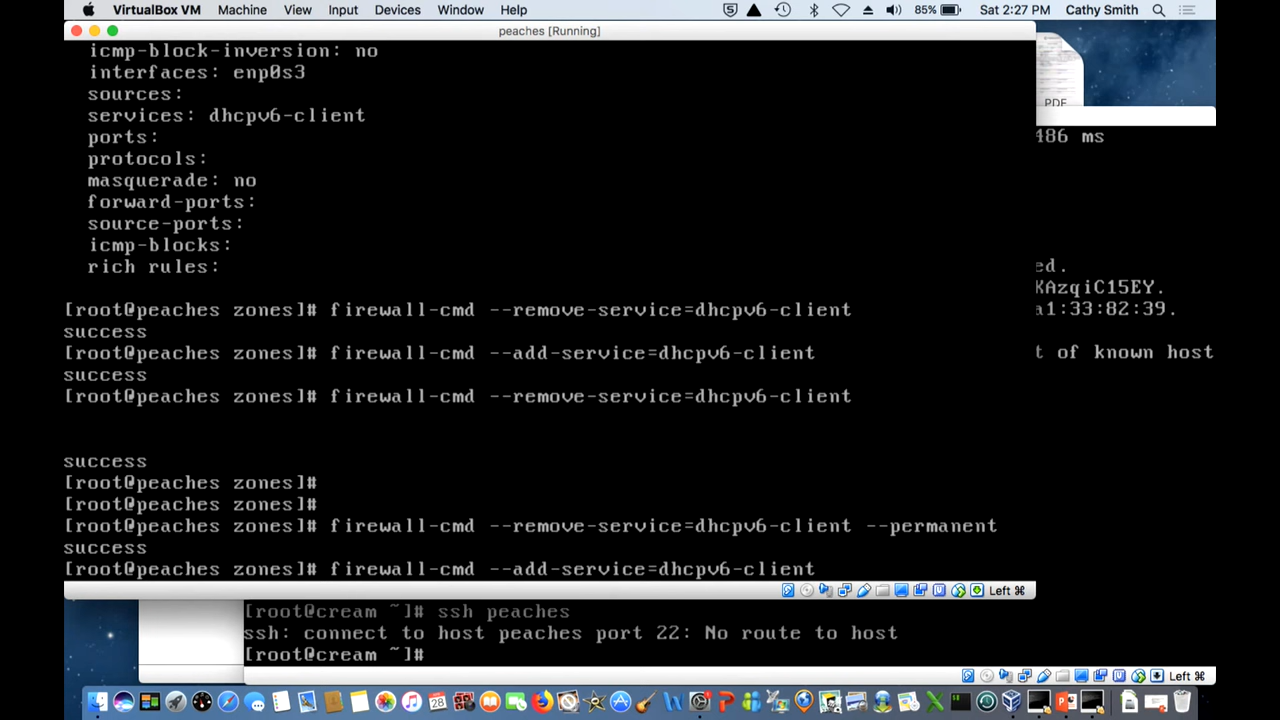 VirtualBox VM Machine View Input Devices Window Help 85% Sat 2:27 PM Cathy Smith
peaches [Running]
icmp-block-inversion: no
interfaces: enp0s3
sources:
services: dhcpv6-client
ports:
protocols:
masquerade: no
forward-ports:
source-ports:
icmp-blocks:
rich rules:
[root@peaches zones]# firewall-cmd --remove-service=dhcpv6-client
success
[root@peaches zones]# firewall-cmd --add-service=dhcpv6-client
success
[root@peaches zones]# firewall-cmd --remove-service=dhcpv6-client
success
[root@peaches zones]#
[root@peaches zones]#
[root@peaches zones]# firewall-cmd --remove-service=dhcpv6-client --permanent
success
[root@peaches zones]# firewall-cmd --add-service=dhcpv6-client
Left ⌘
PDF
486 ms
ed.
KAzqiC15EY.
a1:33:82:39.
t of known host
[root@cream ~]# ssh peaches
ssh: connect to host peaches port 22: No route to host
[root@cream ~]#
Left ⌘